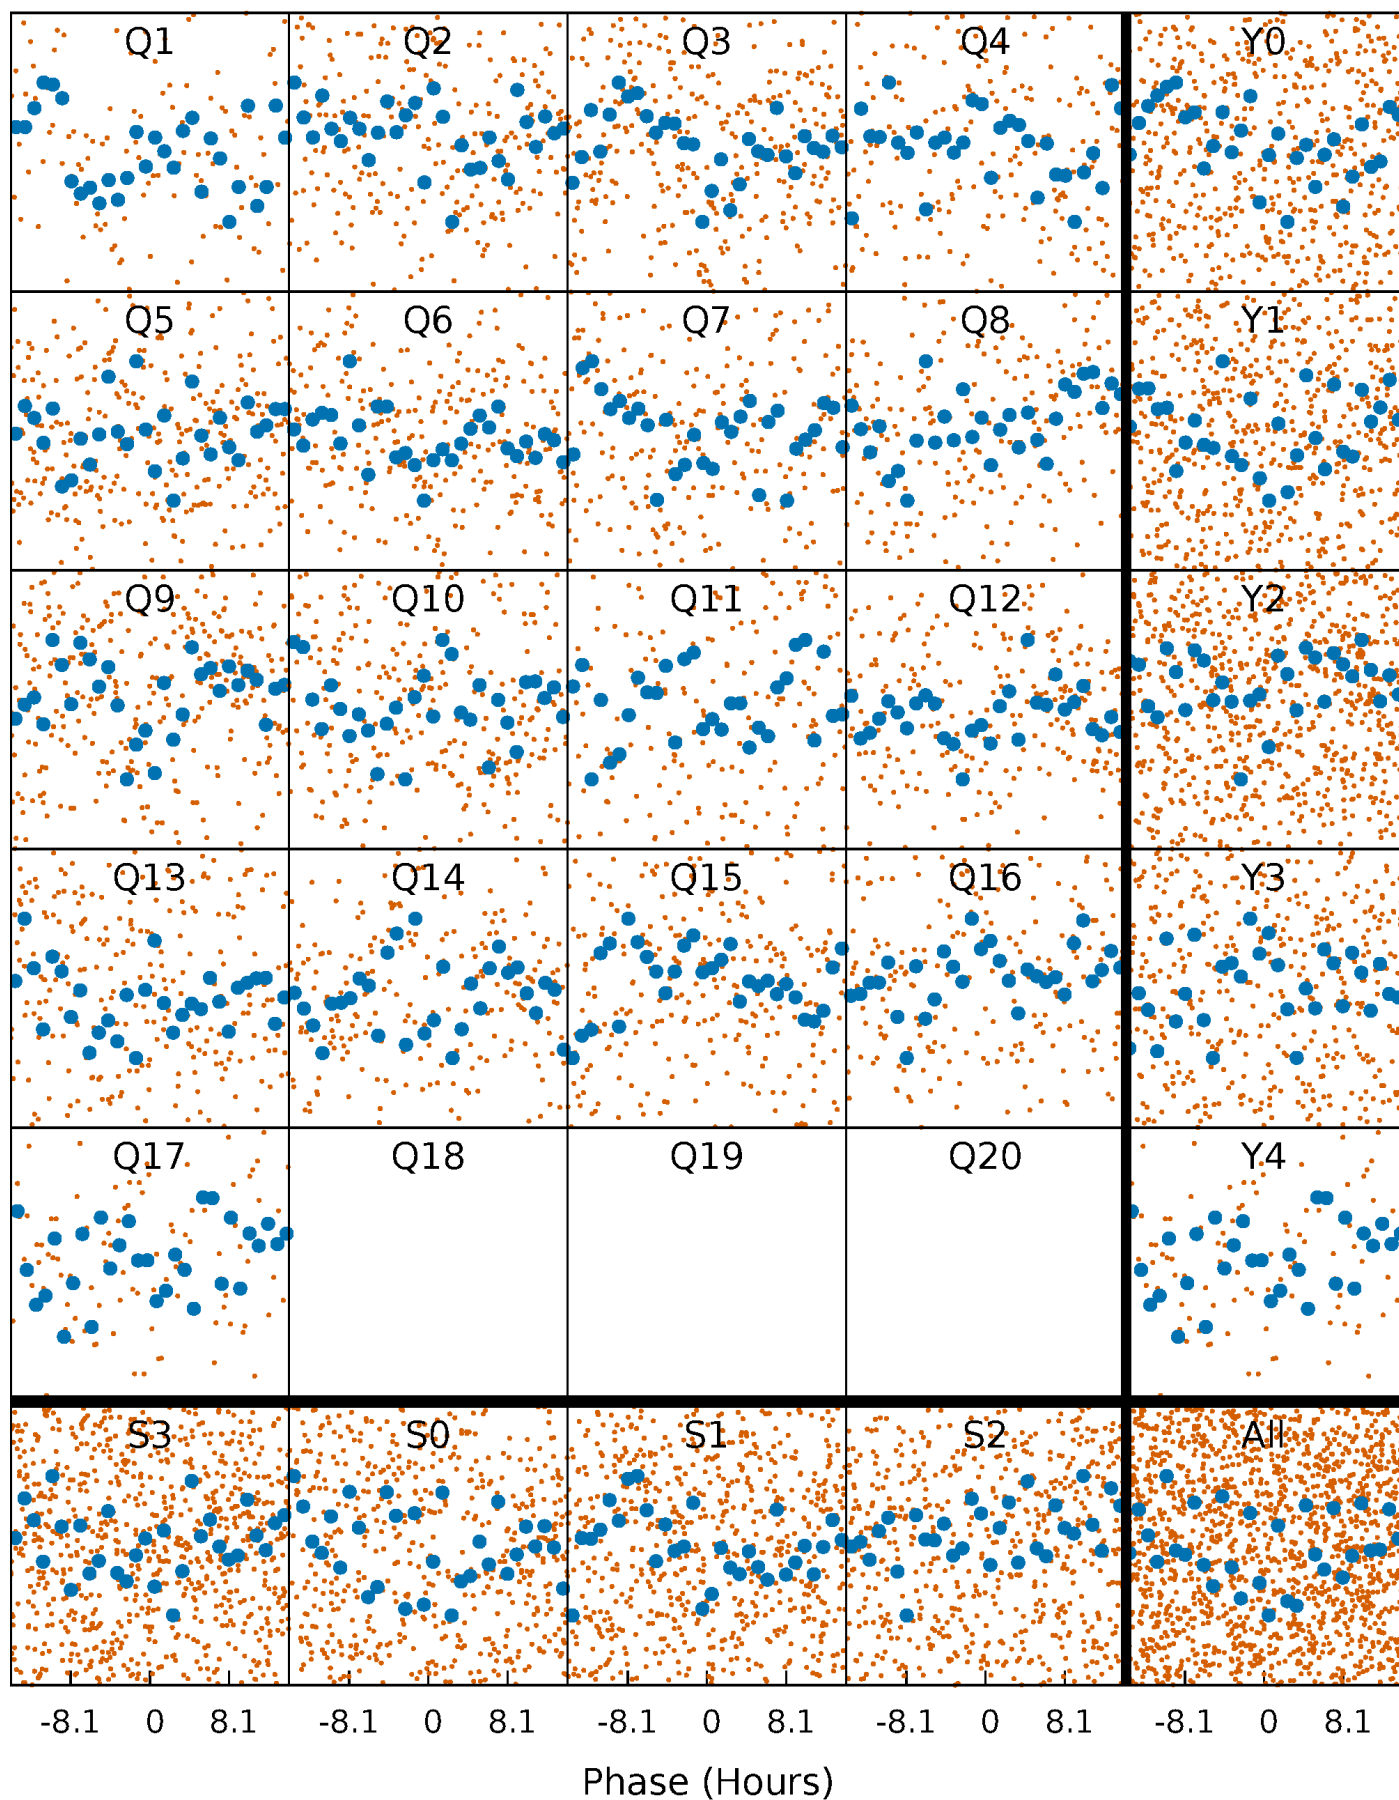 Q1 Q2 Q3 Q4 Y0
Q5 Q6 Q7 Q8 Y1
Q9 Q10 Q11 Q12 Y2
Q13 Q14 Q15 Q16 Y3
Q17 Q18 Q19 Q20 Y4
S3 S0 S1 S2 All
-8.1 0 8.1 -8.1 0 8.1 -8.1 0 8.1 -8.1 0 8.1 -8.1 0 8.1
Phase (Hours)